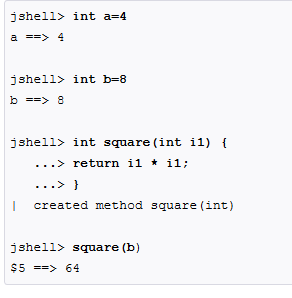 jshell> int a=4
a ==> 4
jshell> int b=8
b ==> 8
jshell> int square(int i1) {
...> return i1 * i1;
...> }
| created method square(int)
jshell> square(b)
$5 ==> 64